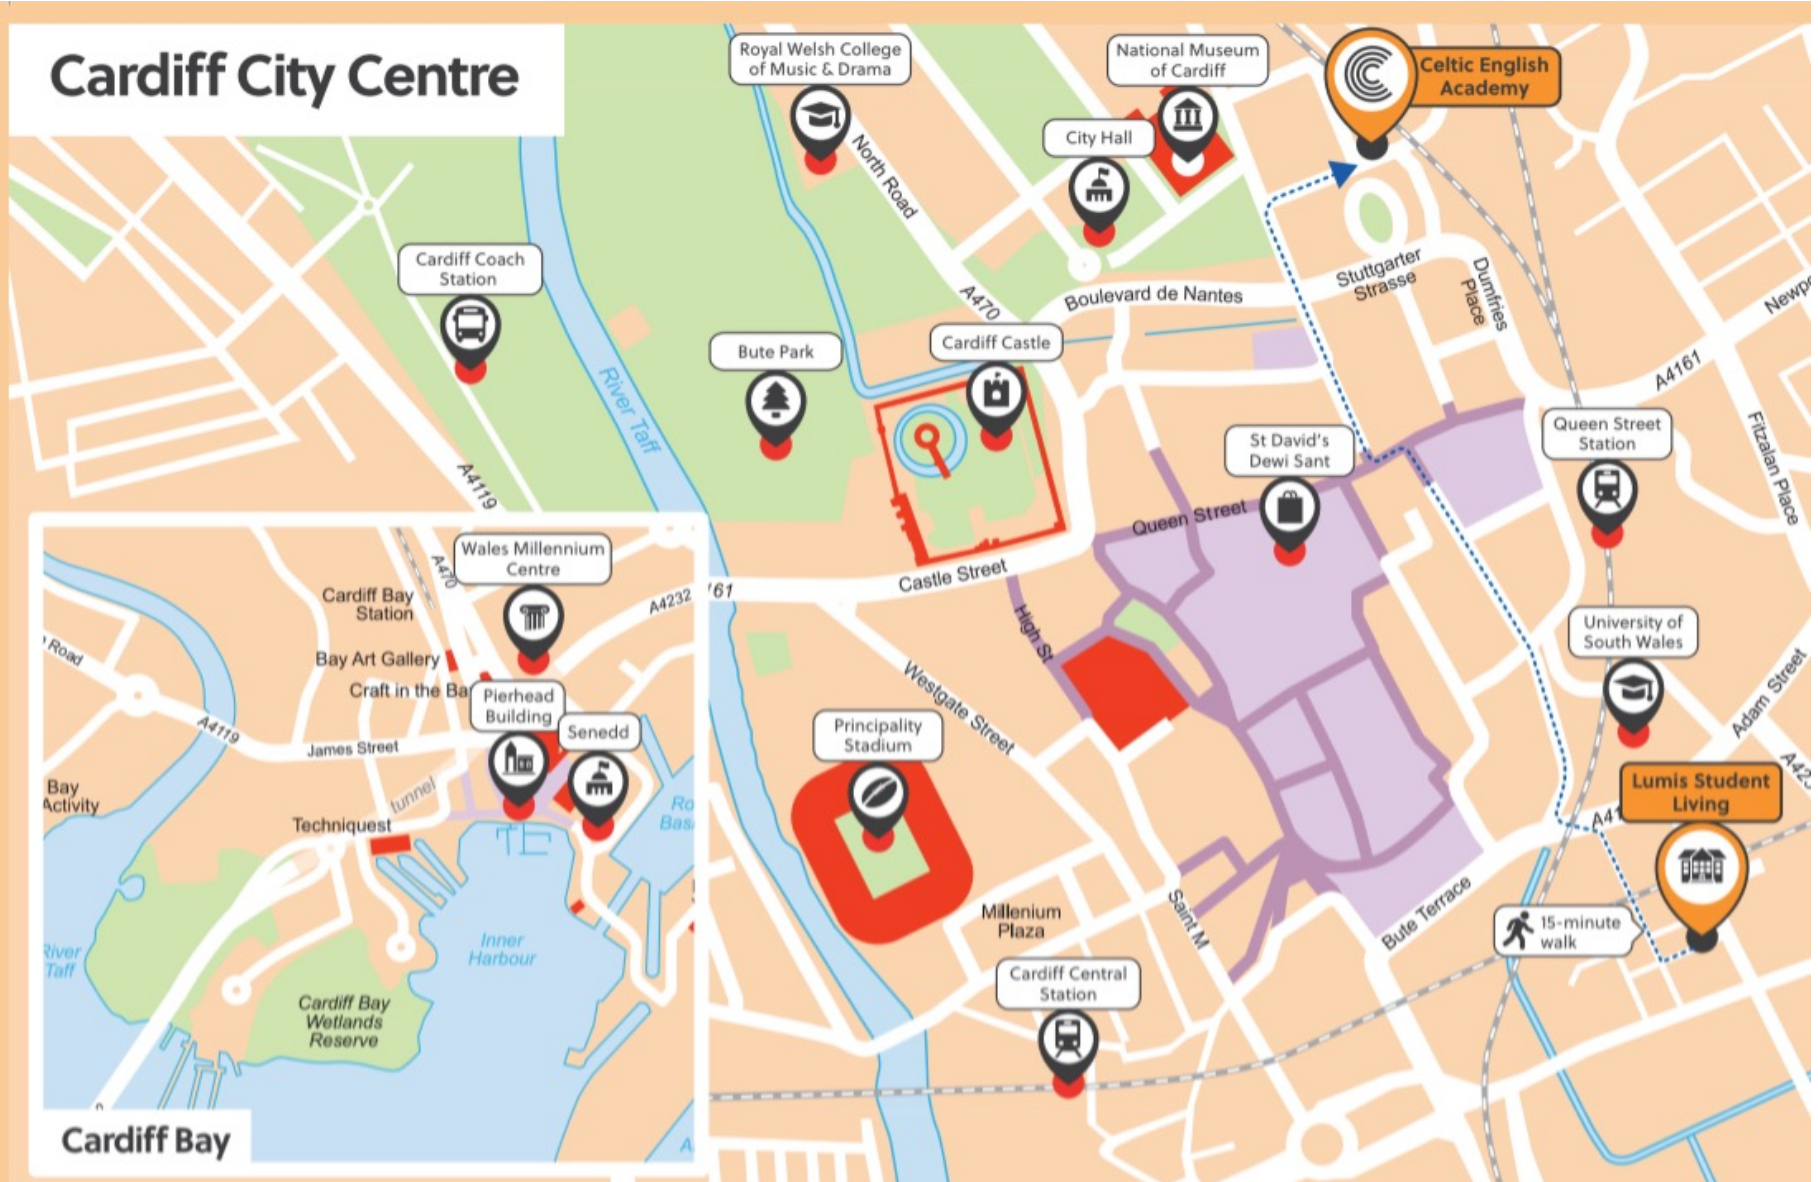 Cardiff City Centre
Royal Welsh College
of Music & Drama
National Museum
of Cardiff
Celtic English
Academy
City Hall
North Road
Cardiff Coach
Station
A470
Boulevard de Nantes
Stuttgarter
Strasse
Dumfries
Place
A4161
Bute Park
Cardiff Castle
River Taff
A4119
St David's
Dewi Sant
Queen Street
Station
Fitzalan Place
Queen Street
Castle Street
High St
Westgate Street
University of
South Wales
Adam Street
Principality
Stadium
Lumis Student
Living
Millenium
Plaza
Saint M
Bute Terrace
15-minute
walk
Cardiff Central
Station
Wales Millennium
Centre
A470
A4232
161
Cardiff Bay
Station
Bay Art Gallery
Craft in the Ba
Pierhead
Building
Senedd
Road
A4119
James Street
Bay
Activity
tunnel
Techniquest
River
Taff
Inner
Harbour
Cardiff Bay
Wetlands
Reserve
Cardiff Bay